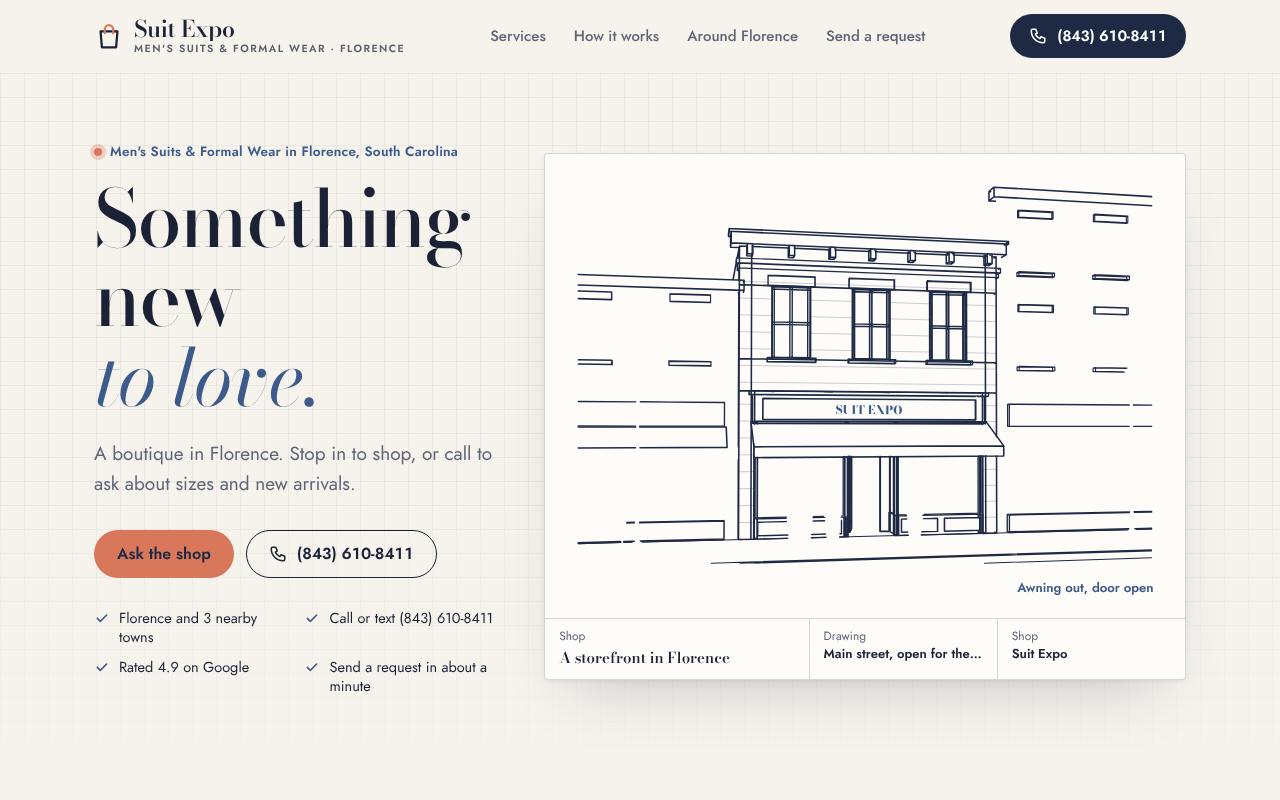 Suit Expo
MEN'S SUITS & FORMAL WEAR · FLORENCE
Services
How it works
Around Florence
Send a request
(843) 610-8411
Men's Suits & Formal Wear in Florence, South Carolina
Something
new
to love.
A boutique in Florence. Stop in to shop, or call to
ask about sizes and new arrivals.
Ask the shop
(843) 610-8411
Florence and 3 nearby
towns
Call or text (843) 610-8411
Rated 4.9 on Google
Send a request in about a
minute
SUIT EXPO
Awning out, door open
Shop
A storefront in Florence
Drawing
Main street, open for the...
Shop
Suit Expo